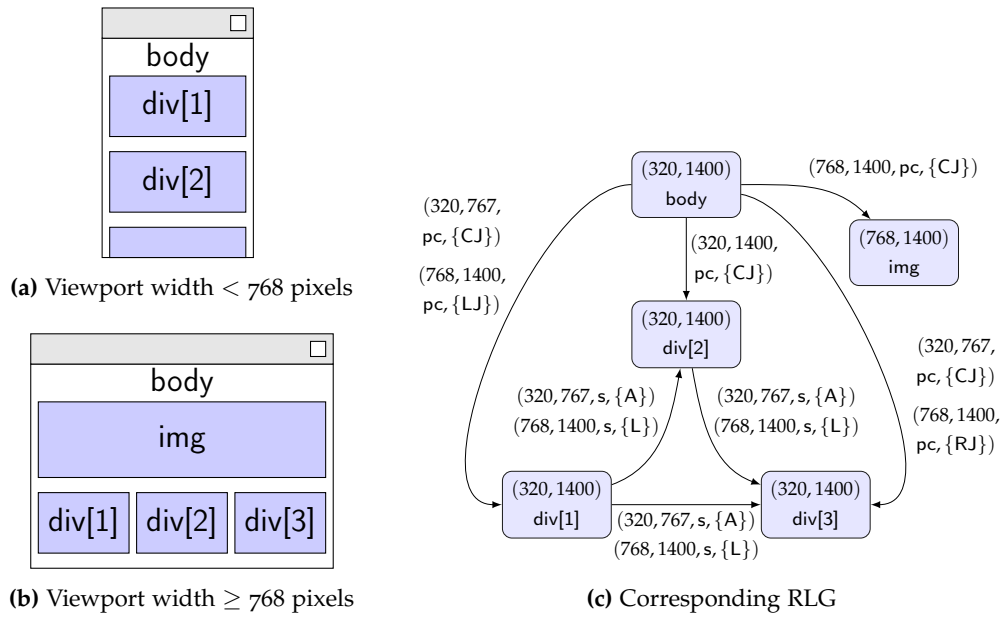 body
div[1]
div[2]
(a) Viewport width < 768 pixels
body
img
div[1] div[2] div[3]
(b) Viewport width ≥ 768 pixels
(320, 1400)
body
(768, 1400, pc, {CJ})
(768, 1400)
img
(320, 767,
pc, {CJ})
(768, 1400,
pc, {LJ})
(320, 1400,
pc, {CJ})
(320, 1400)
div[2]
(320, 767,
pc, {CJ})
(768, 1400,
pc, {RJ})
(320, 767, s, {A})
(768, 1400, s, {L})
(320, 767, s, {A})
(768, 1400, s, {L})
(320, 1400)
div[1]
(320, 767, s, {A})
(768, 1400, s, {L})
(320, 1400)
div[3]
(c) Corresponding RLG